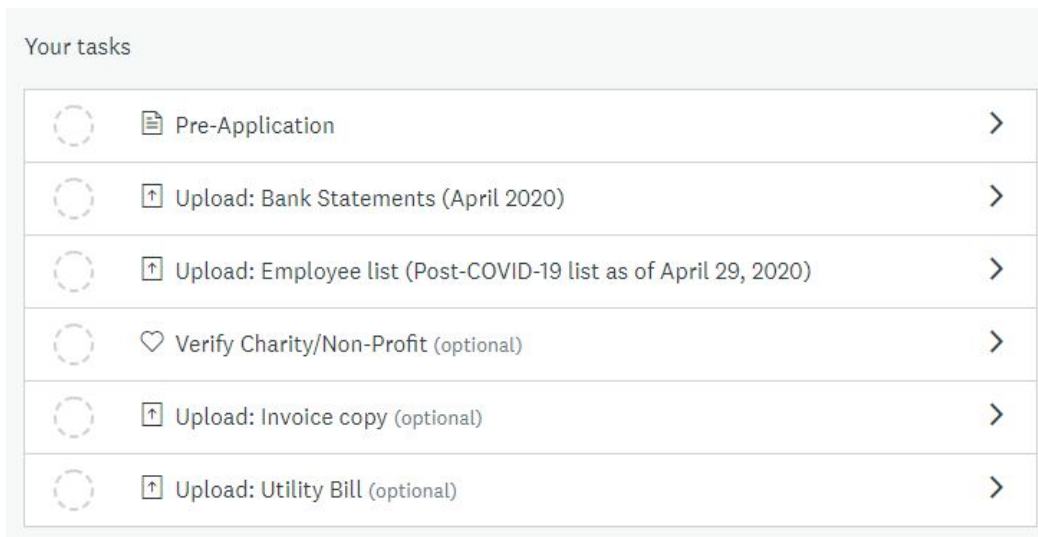 Your tasks
Pre-Application
Upload: Bank Statements (April 2020)
Upload: Employee list (Post-COVID-19 list as of April 29, 2020)
Verify Charity/Non-Profit (optional)
Upload: Invoice copy (optional)
Upload: Utility Bill (optional)